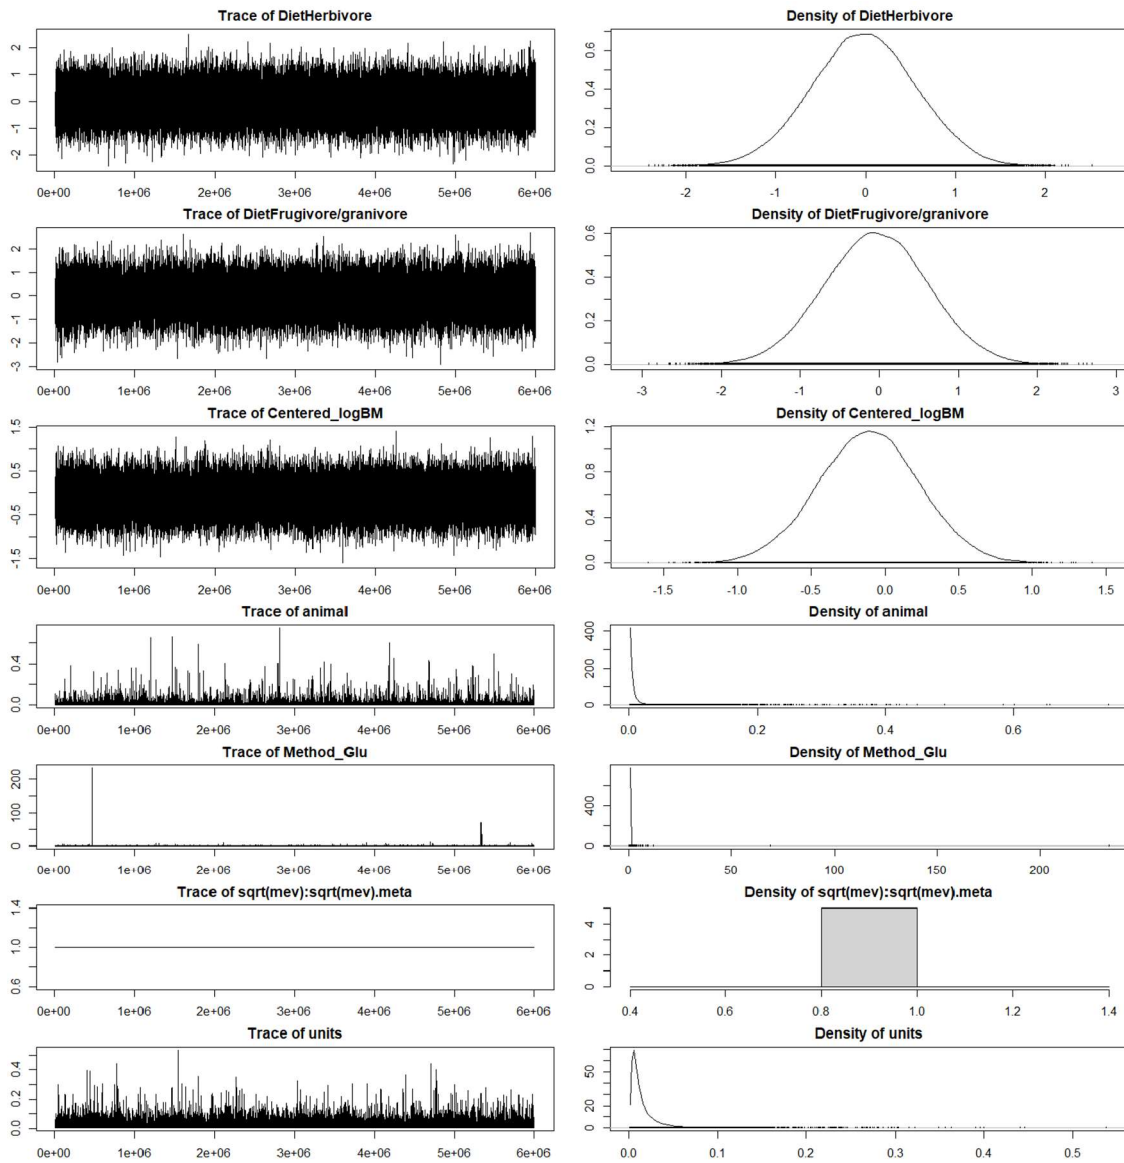 Trace of DietHerbivore Density of DietHerbivore
2 1 0 -1 -2
0.6 0.4 0.2 0.0
0e+00 1e+06 2e+06 3e+06 4e+06 5e+06 6e+06
-2 -1 0 1 2
Trace of DietFrugivore/granivore Density of DietFrugivore/granivore
2 1 0 -1 -2 -3
0.6 0.4 0.2 0.0
0e+00 1e+06 2e+06 3e+06 4e+06 5e+06 6e+06
-3 -2 -1 0 1 2 3
Trace of Centered_logBM Density of Centered_logBM
1.5 0.5 -0.5 -1.5
1.2 0.8 0.4 0.0
0e+00 1e+06 2e+06 3e+06 4e+06 5e+06 6e+06
-1.5 -1.0 -0.5 0.0 0.5 1.0 1.5
Trace of animal Density of animal
0.4 0.0
400 200 0
0e+00 1e+06 2e+06 3e+06 4e+06 5e+06 6e+06
0.0 0.2 0.4 0.6
Trace of Method_Glu Density of Method_Glu
200 100 0
400 0
0e+00 1e+06 2e+06 3e+06 4e+06 5e+06 6e+06
0 50 100 150 200
Trace of sqrt(mev):sqrt(mev).meta Density of sqrt(mev):sqrt(mev).meta
1.4 1.0 0.6
4 2 0
0e+00 1e+06 2e+06 3e+06 4e+06 5e+06 6e+06
0.4 0.6 0.8 1.0 1.2 1.4
Trace of units Density of units
0.4 0.2 0.0
50 20 0
0e+00 1e+06 2e+06 3e+06 4e+06 5e+06 6e+06
0.0 0.1 0.2 0.3 0.4 0.5